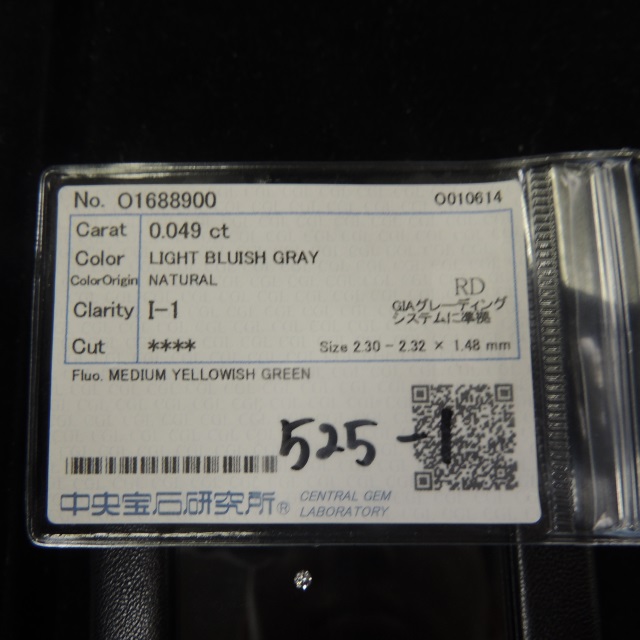 No. O1688900 O010614
Carat 0.049 ct
Color LIGHT BLUISH GRAY
ColorOrigin NATURAL
RD
Clarity I-1
GIAグレーディング
システムに準拠
Cut **** Size 2.30 - 2.32 × 1.48 mm
Fluo. MEDIUM YELLOWISH GREEN
525-1
中央宝石研究所® CENTRAL GEM
LABORATORY